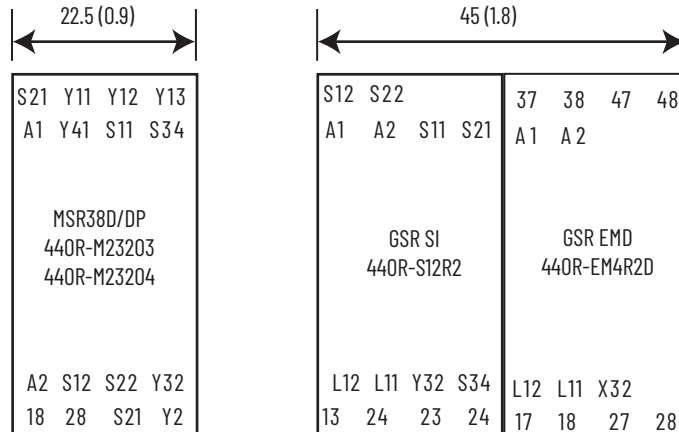 22.5 (0.9)
45 (1.8)
S21 Y11 Y12 Y13
A1 Y41 S11 S34
MSR38D/DP
440R-M23203
440R-M23204
A2 S12 S22 Y32
18 28 S21 Y2
S12 S22
A1 A2 S11 S21
GSR SI
440R-S12R2
L12 L11 Y32 S34
13 24 23 24
37 38 47 48
A1 A2
GSR EMD
440R-EM4R2D
L12 L11 X32
17 18 27 28